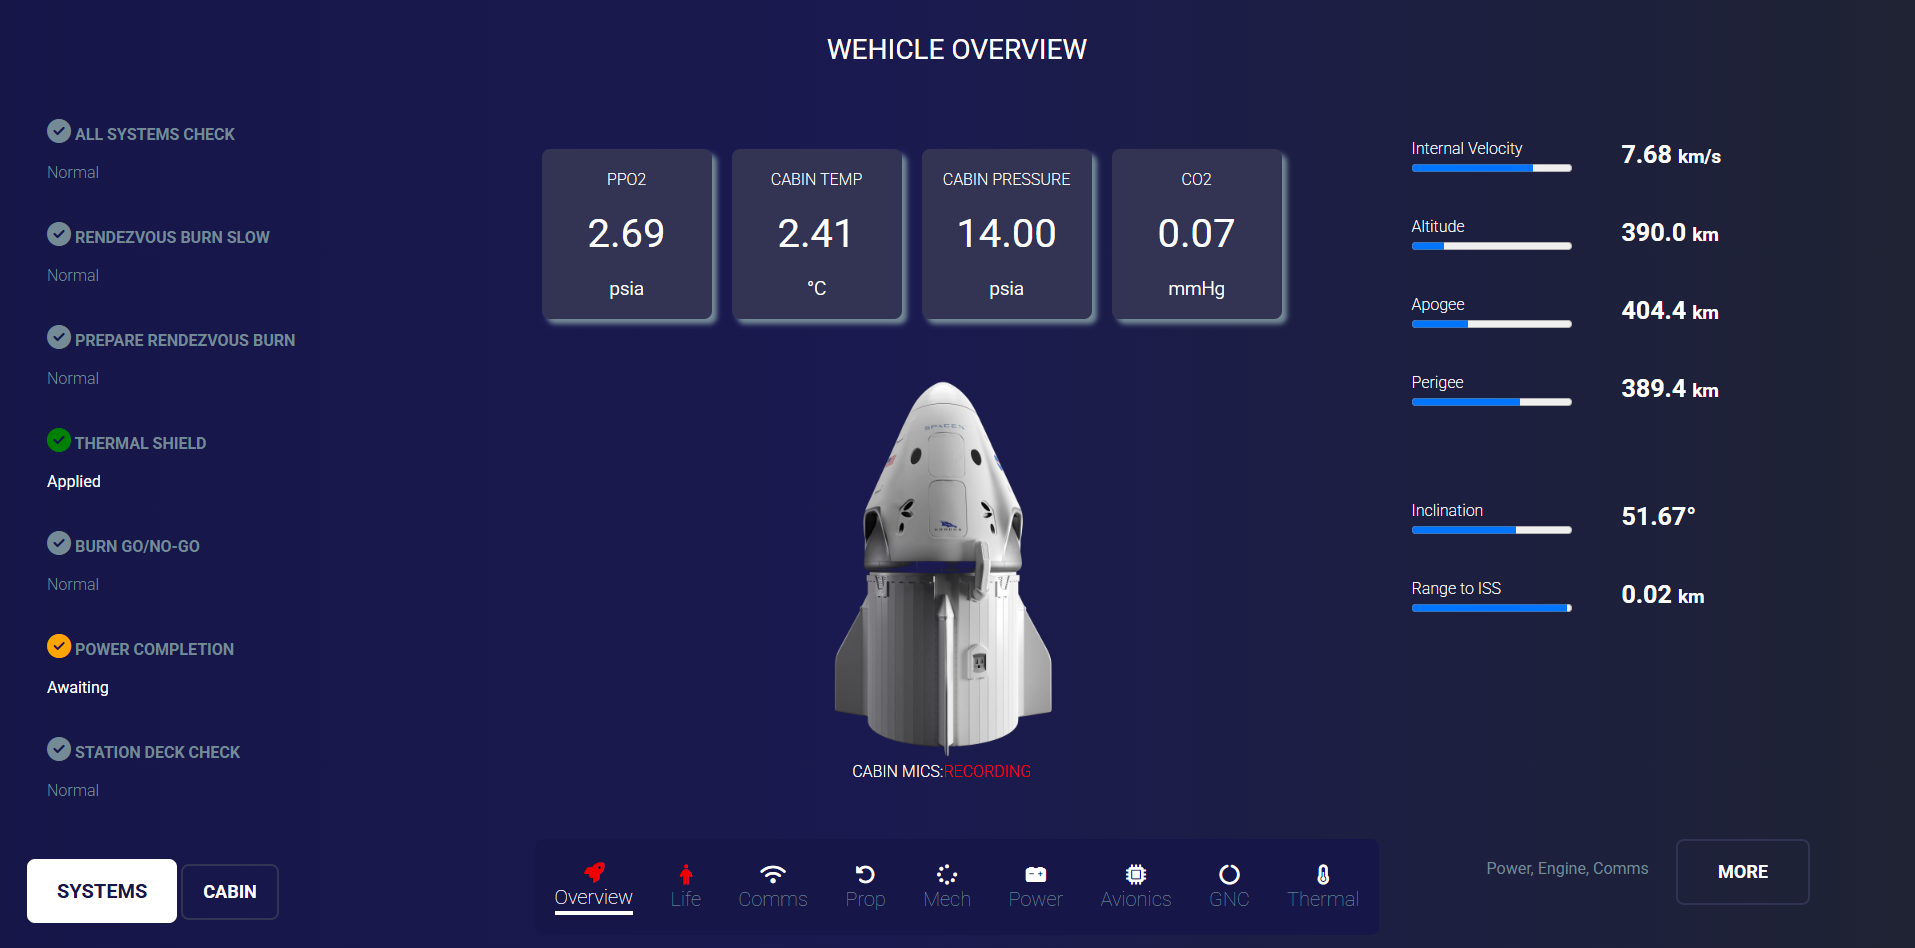 WEHICLE OVERVIEW
ALL SYSTEMS CHECK
Normal
RENDEZVOUS BURN SLOW
Normal
PREPARE RENDEZVOUS BURN
Normal
THERMAL SHIELD
Applied
BURN GO/NO-GO
Normal
POWER COMPLETION
Awaiting
STATION DECK CHECK
Normal
SYSTEMS
CABIN
PPO2
2.69
psia
CABIN TEMP
2.41
°C
CABIN PRESSURE
14.00
psia
CO2
0.07
mmHg
SPACEX
CABIN MICS:RECORDING
Overview
Life
Comms
Prop
Mech
Power
Avionics
GNC
Thermal
Internal Velocity
7.68 km/s
Altitude
390.0 km
Apogee
404.4 km
Perigee
389.4 km
Inclination
51.67°
Range to ISS
0.02 km
Power, Engine, Comms
MORE